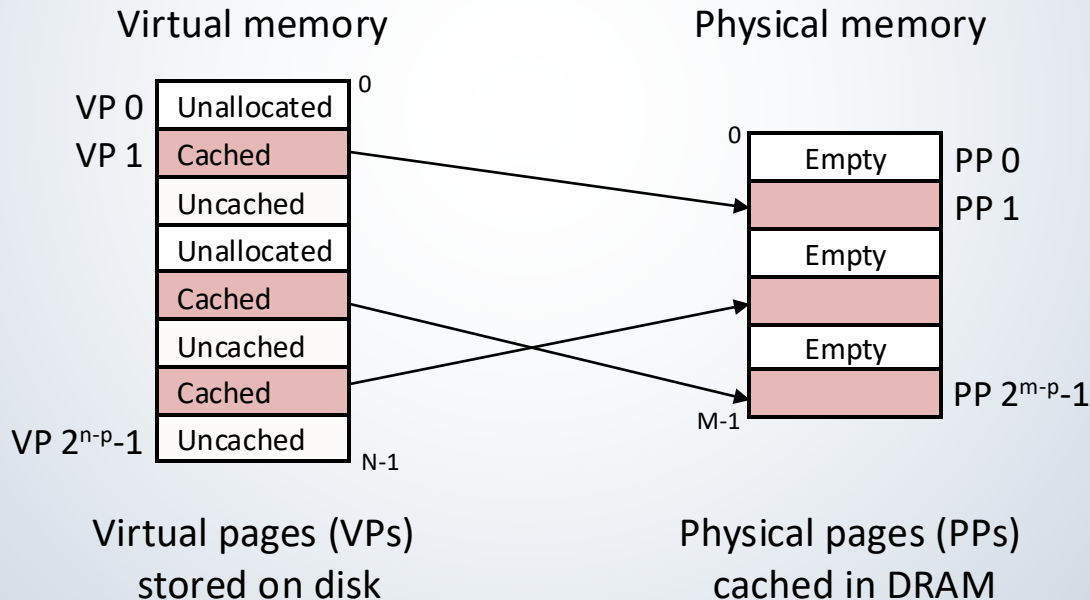 Virtual memory
Physical memory
0
VP 0
Unallocated
VP 1
Cached
Uncached
Unallocated
Cached
Uncached
Cached
VP 2ⁿ⁻ᵖ-1
Uncached
N-1
0
Empty
PP 0
PP 1
Empty
Empty
PP 2ᵐ⁻ᵖ-1
M-1
Virtual pages (VPs)
stored on disk
Physical pages (PPs)
cached in DRAM